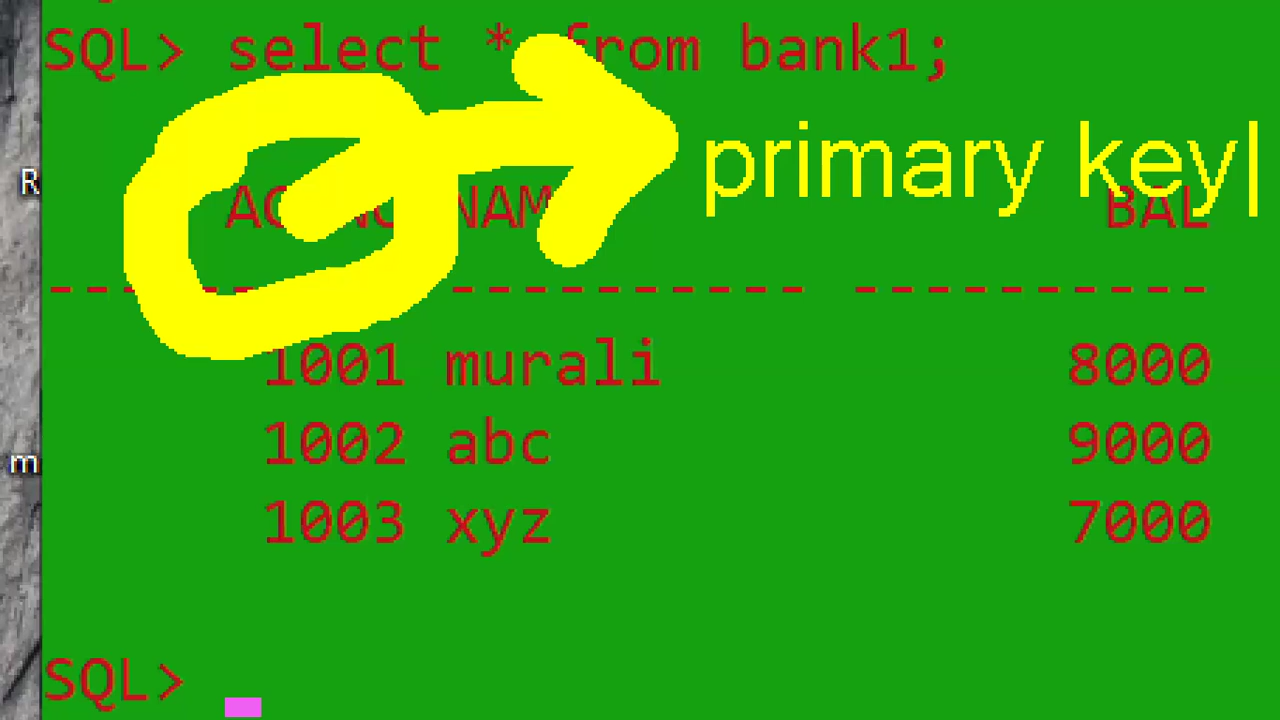 SQL> select * from bank1;
primary key
BAL
1001 murali 8000
1002 abc 9000
1003 xyz 7000
SQL>
R
m